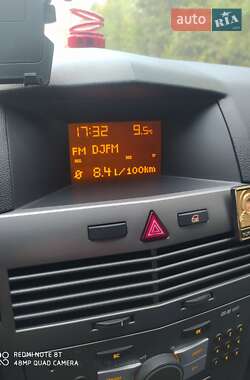 AUTO
RIA
17:32 9.5°c
FM DJFM
Ø 8.4 L/100km
REDMI NOTE 8T
48MP QUAD CAMERA